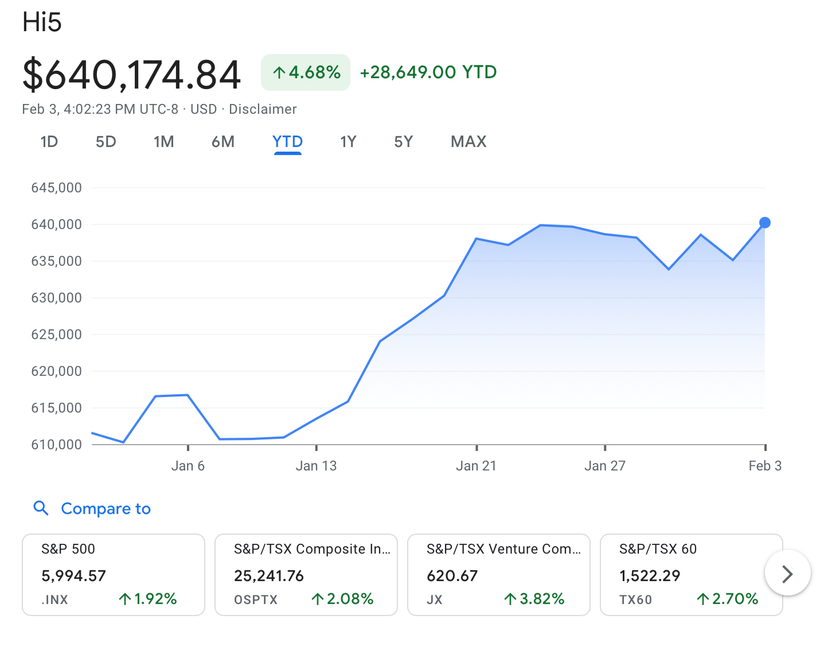 Hi5
$640,174.84 ↑4.68% +28,649.00 YTD
Feb 3, 4:02:23 PM UTC-8 · USD · Disclaimer
1D 5D 1M 6M YTD 1Y 5Y MAX
645,000
640,000
635,000
630,000
625,000
620,000
615,000
610,000
Jan 6 Jan 13 Jan 21 Jan 27 Feb 3
Compare to
S&P 500 S&P/TSX Composite In... S&P/TSX Venture Com... S&P/TSX 60
5,994.57 25,241.76 620.67 1,522.29
.INX ↑1.92% OSPTX ↑2.08% JX ↑3.82% TX60 ↑2.70%